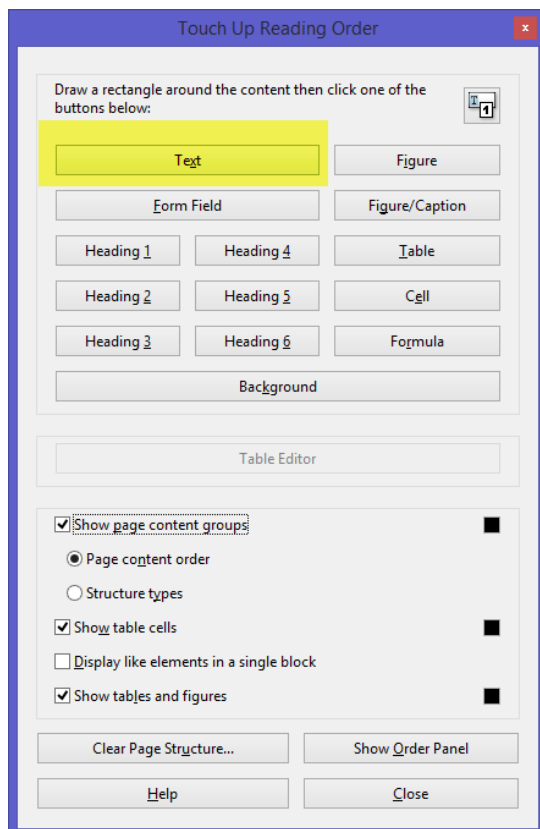 Touch Up Reading Order
x
Draw a rectangle around the content then click one of the
buttons below:
1
Text
Figure
Form Field
Figure/Caption
Heading 1
Heading 4
Table
Heading 2
Heading 5
Cell
Heading 3
Heading 6
Formula
Background
Table Editor
Show page content groups
Page content order
Structure types
Show table cells
Display like elements in a single block
Show tables and figures
Clear Page Structure...
Show Order Panel
Help
Close